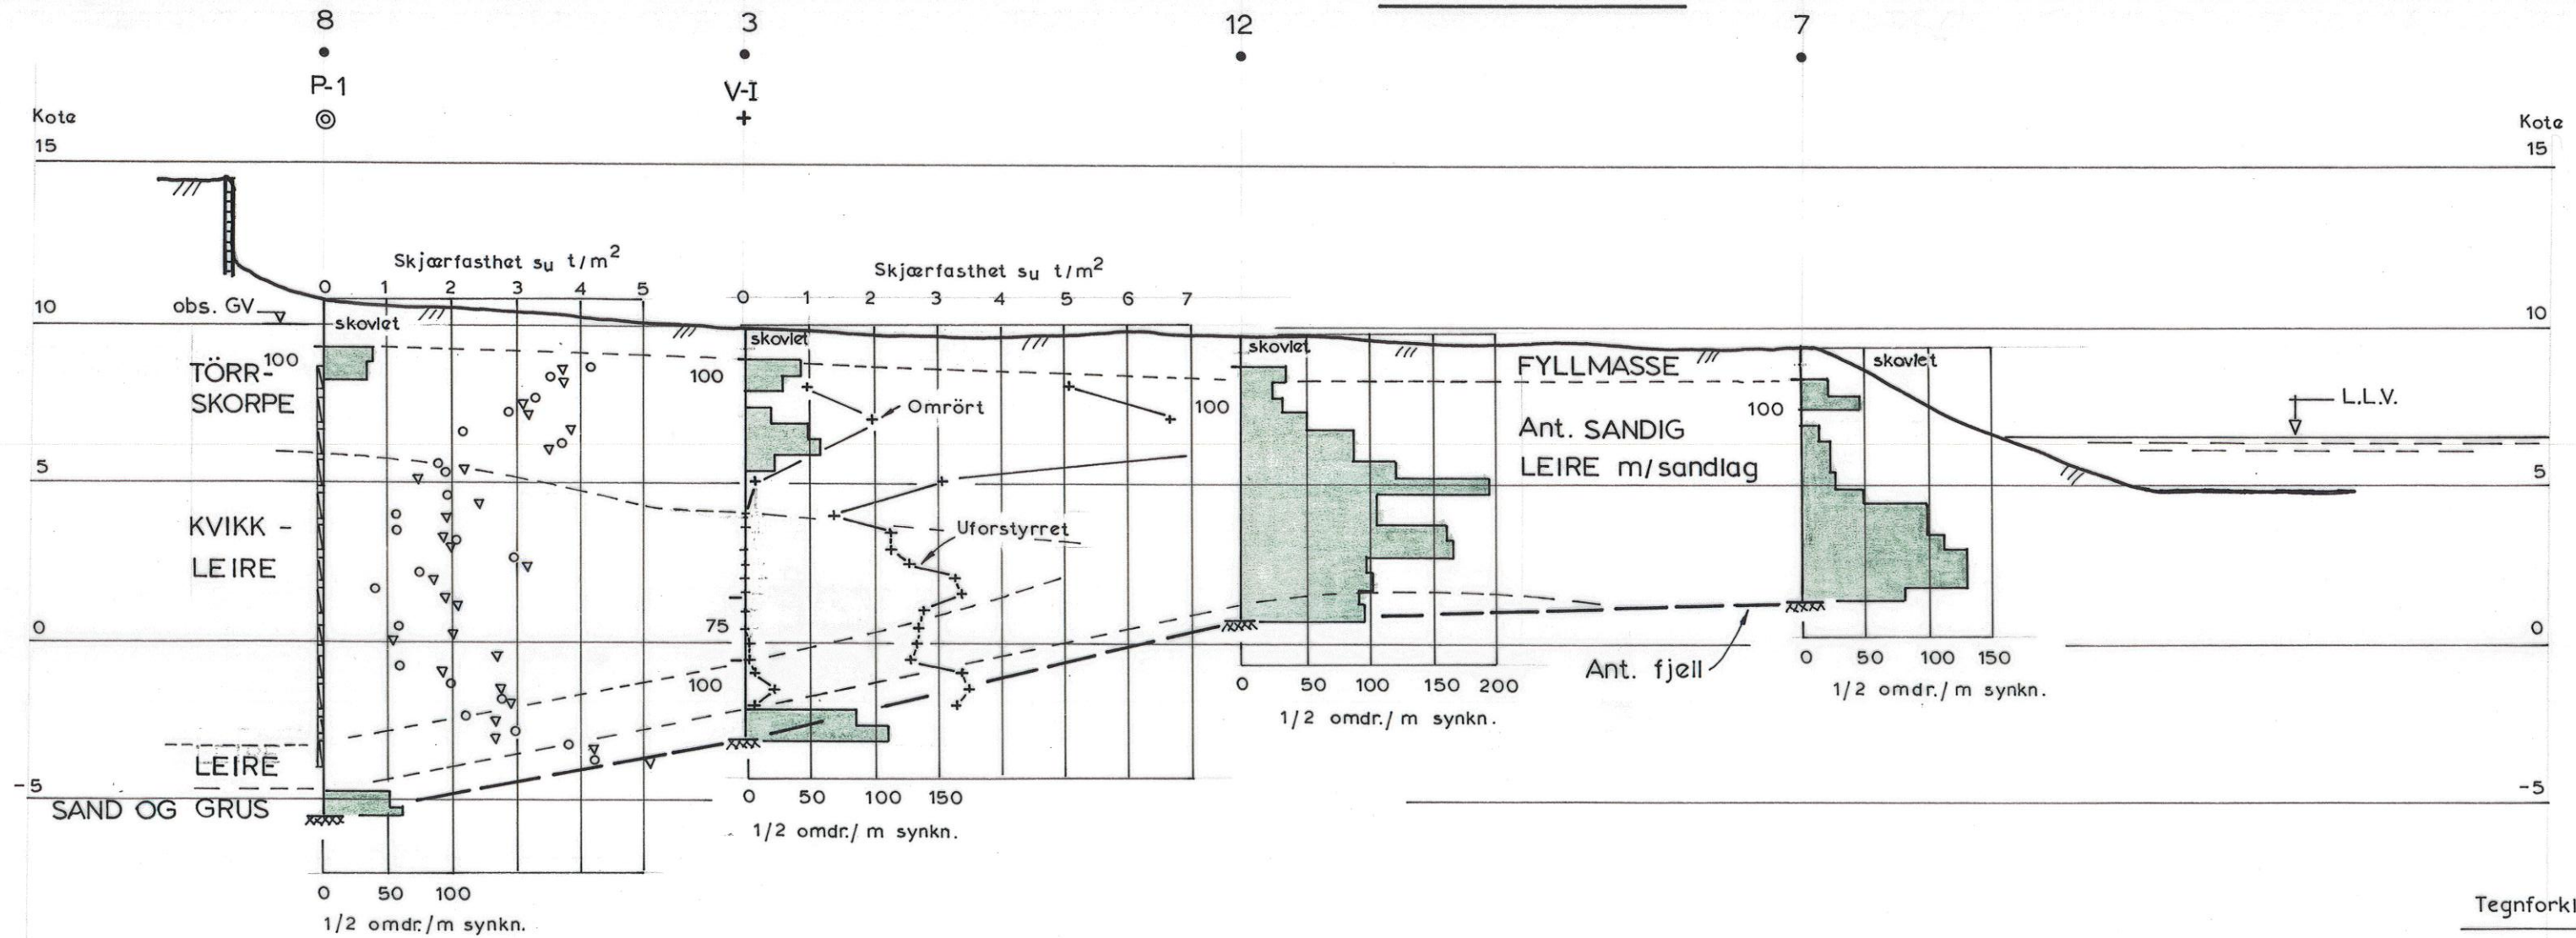 8 3 12 7
P-1 V-I
Kote Kote
15 15
Skjærfasthet su t/m2 Skjærfasthet su t/m2
0 1 2 3 4 5 0 1 2 3 4 5 6 7
obs. GV
10 10
skovlet skovlet skovlet skovlet
100 100 100 100
TÖRR-
SKORPE
FYLLMASSE
L.L.V.
Omrört
Ant. SANDIG
LEIRE m/sandlag
5 5
KVIKK -
LEIRE
Uforstyrret
0 75 0
0 50 100 150
1/2 omdr./m synkn.
Ant. fjell
100
0 50 100 150 200
1/2 omdr./ m synkn.
LEIRE
-5 -5
SAND OG GRUS
0 50 100 150
1/2 omdr./ m synkn.
0 50 100
1/2 omdr./m synkn.
Tegnforkl